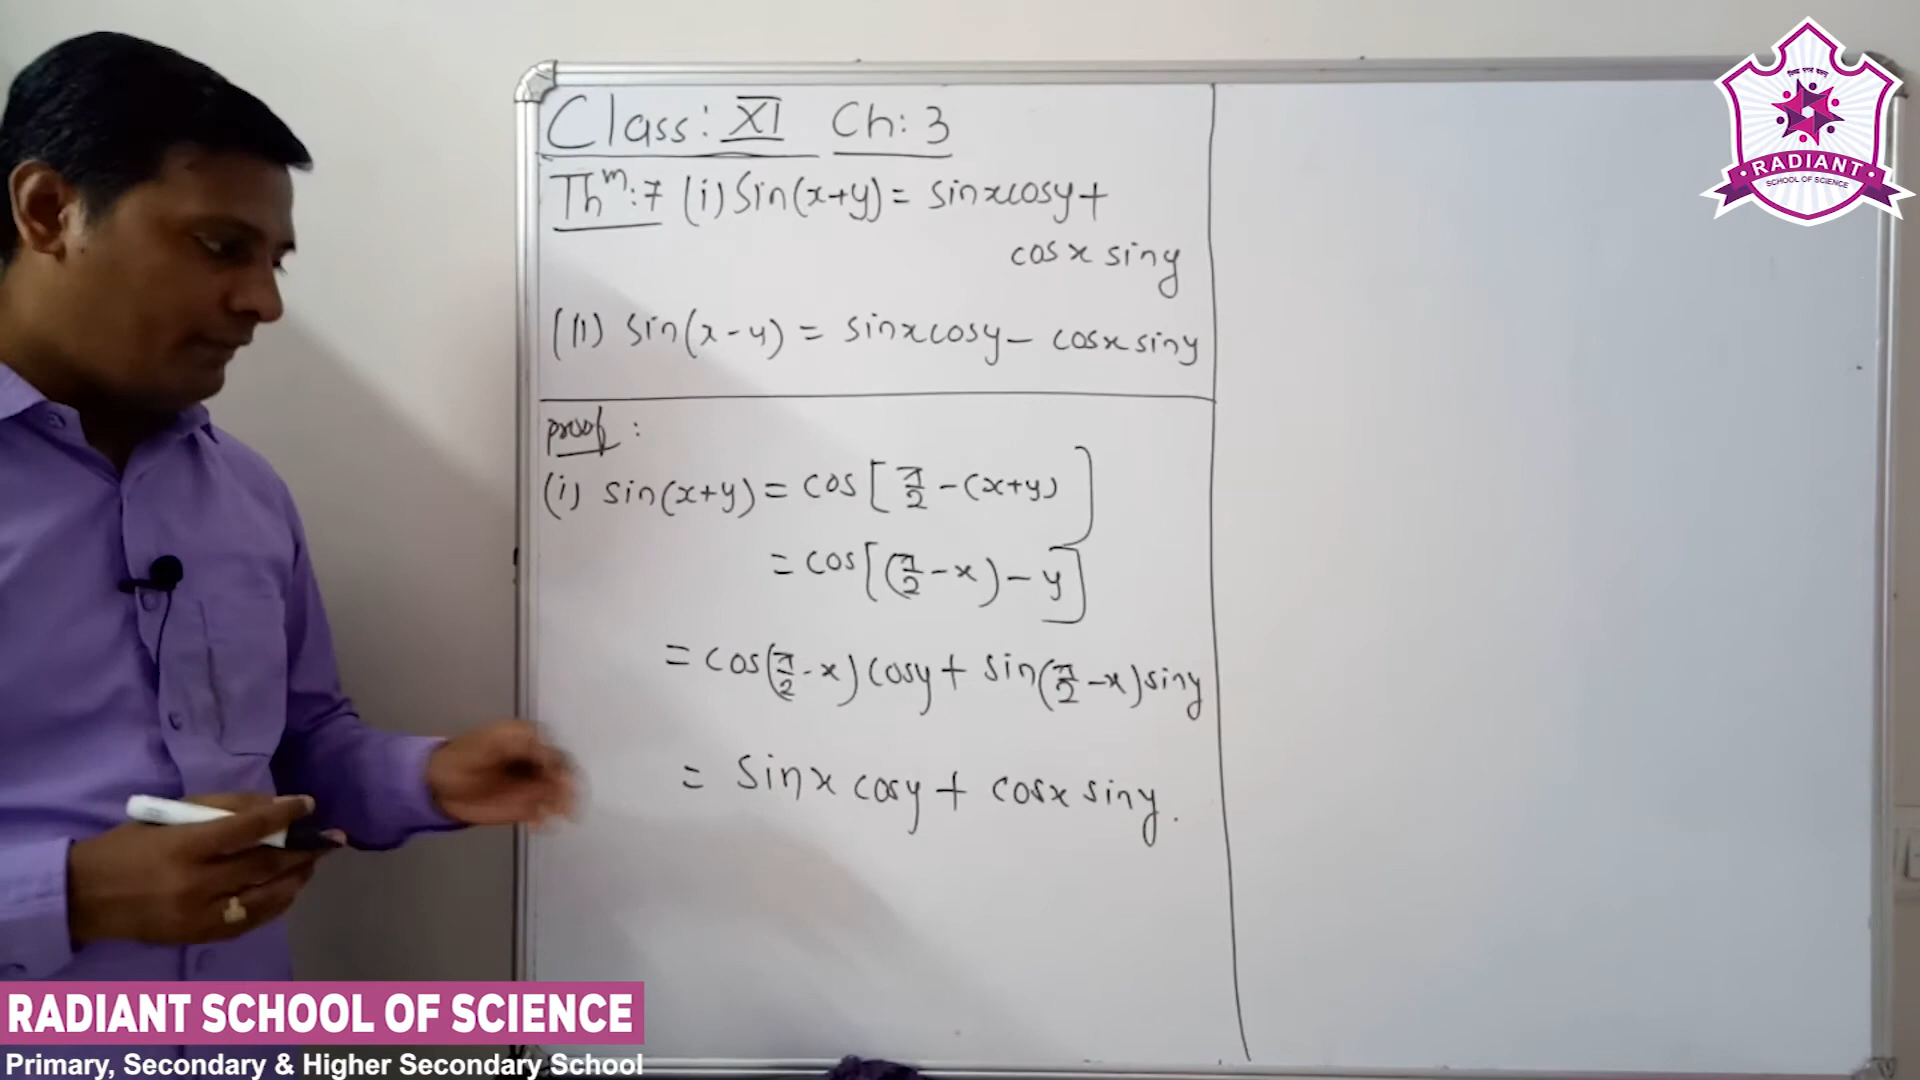 Class: XI Ch: 3
Thm: 7 (i) Sin(x+y) = sinxcosy +
cosx siny
(II) sin(x-y) = sinxcosy - cosx siny
proof:
(i) sin(x+y) = cos[π/2 -(x+y)]
= cos[(π/2 -x) - y]
= cos(π/2 -x) cosy + sin(π/2 -x) siny
= sinx cosy + cosx siny.
RADIANT
SCHOOL OF SCIENCE
RADIANT SCHOOL OF SCIENCE
Primary, Secondary & Higher Secondary School